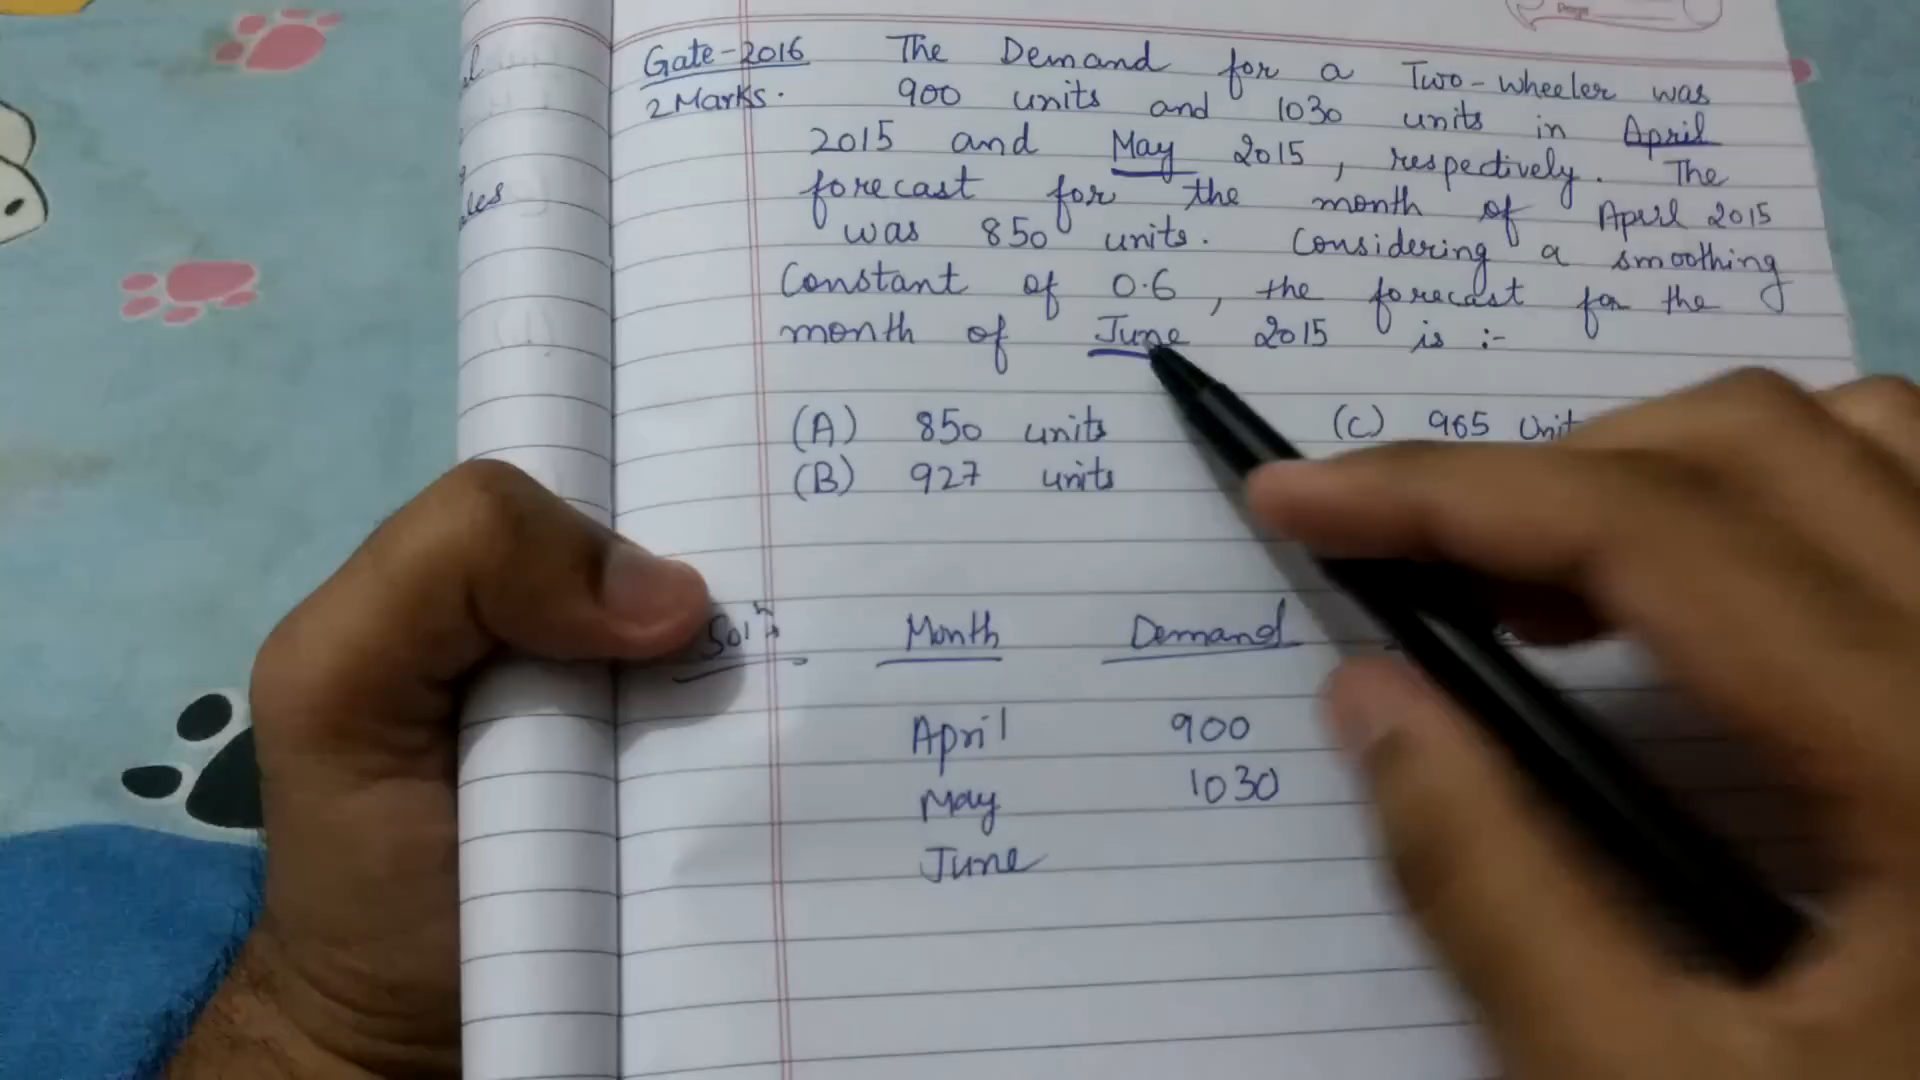 Gate-2016 The Demand for a Two-wheeler was
2 Marks. 900 units and 1030 units in April
2015 and May 2015, respectively. The
forecast for the month of April 2015
was 850 units. Considering a smoothing
Constant of 0.6, the forecast for the
month of June 2015 is :-
(A) 850 units (C) 965 Unit
(B) 927 units
Soln Month Demand
April 900
May 1030
June